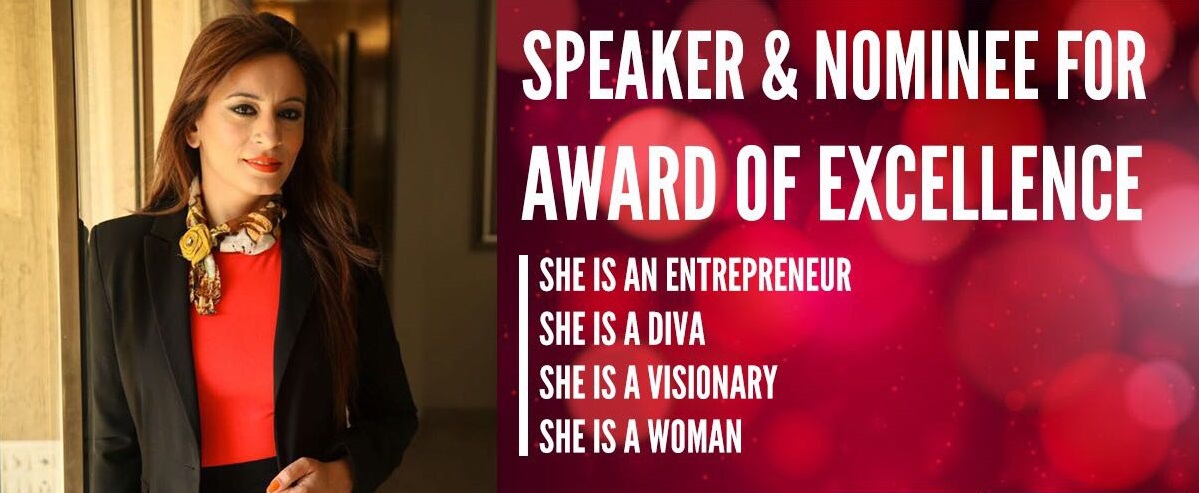 SPEAKER & NOMINEE FOR
AWARD OF EXCELLENCE
SHE IS AN ENTREPRENEUR
SHE IS A DIVA
SHE IS A VISIONARY
SHE IS A WOMAN